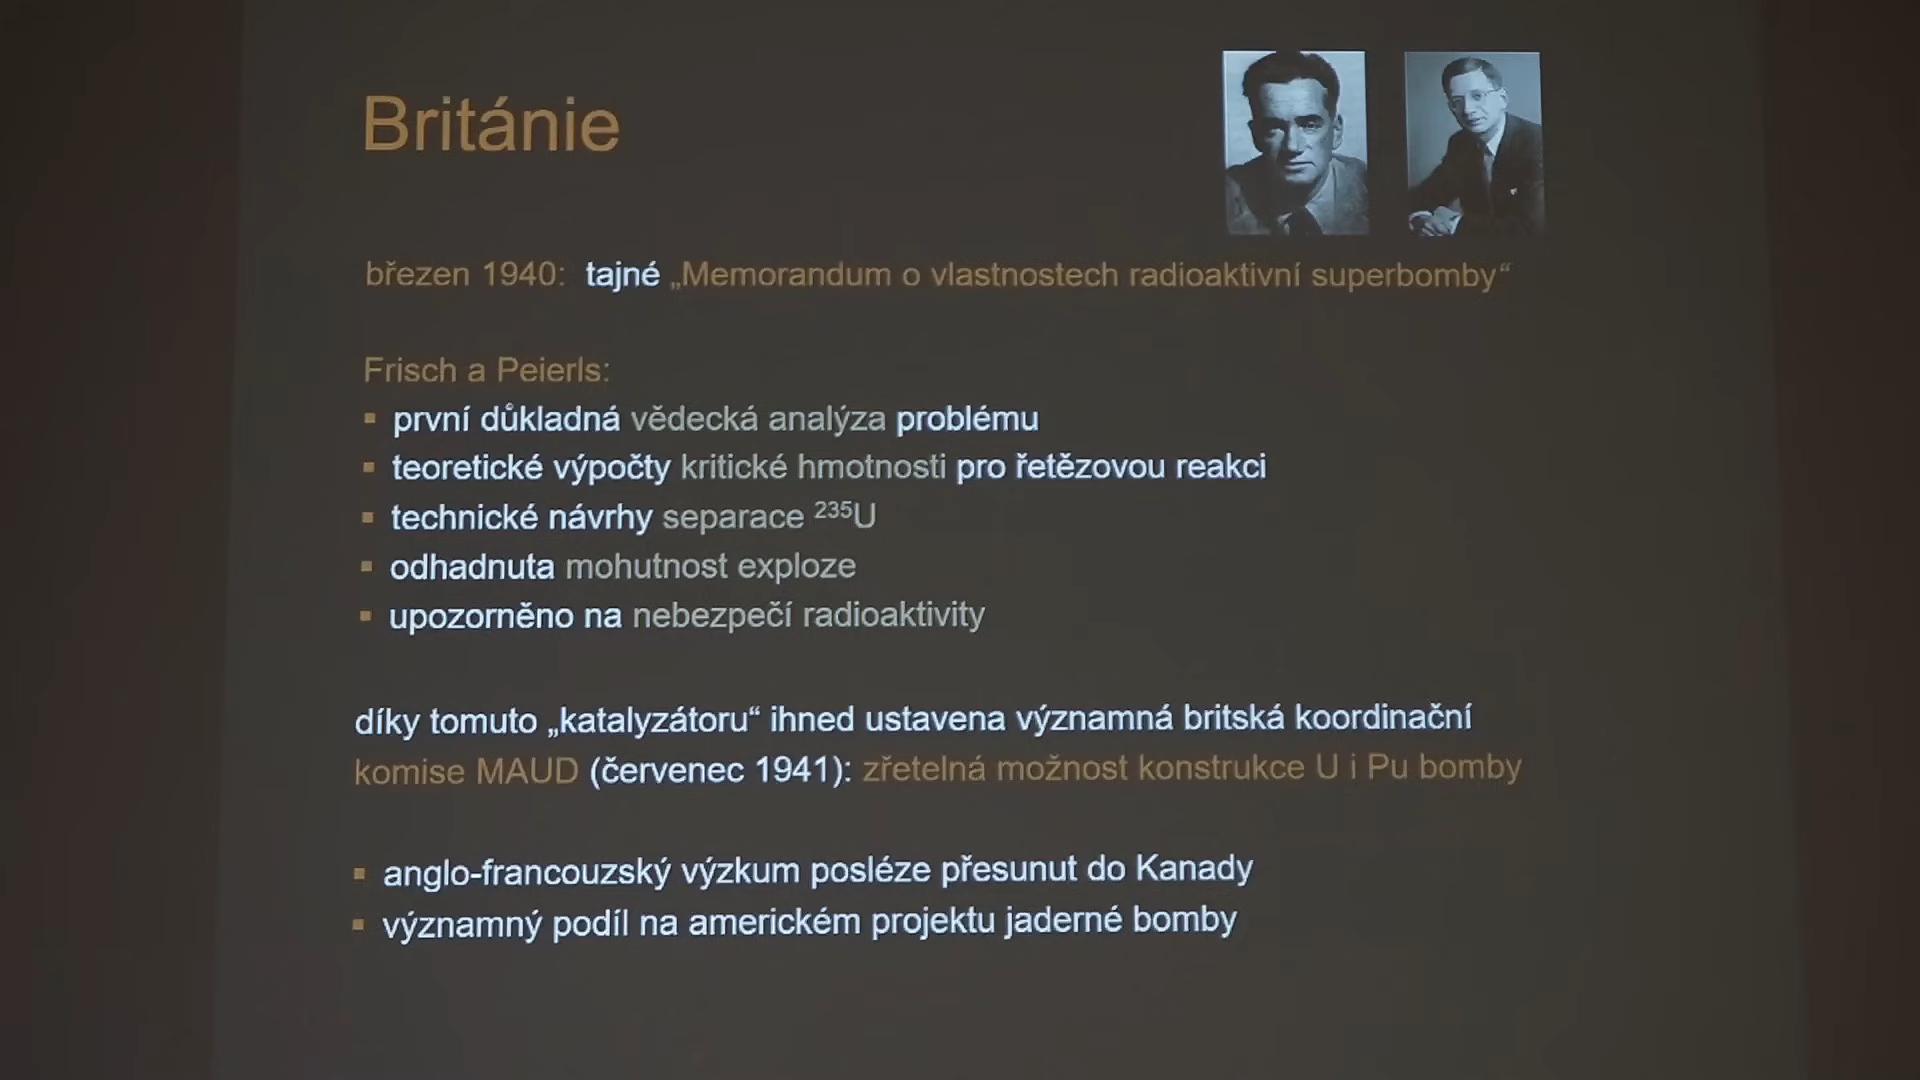 Británie
březen 1940: tajné „Memorandum o vlastnostech radioaktivní superbomby“
Frisch a Peierls:
▪ první důkladná vědecká analýza problému
▪ teoretické výpočty kritické hmotnosti pro řetězovou reakci
▪ technické návrhy separace ²³⁵U
▪ odhadnuta mohutnost exploze
▪ upozorněno na nebezpečí radioaktivity
díky tomuto „katalyzátoru“ ihned ustavena významná britská koordinační
komise MAUD (červenec 1941): zřetelná možnost konstrukce U i Pu bomby
▪ anglo-francouzský výzkum posléze přesunut do Kanady
▪ významný podíl na americkém projektu jaderné bomby